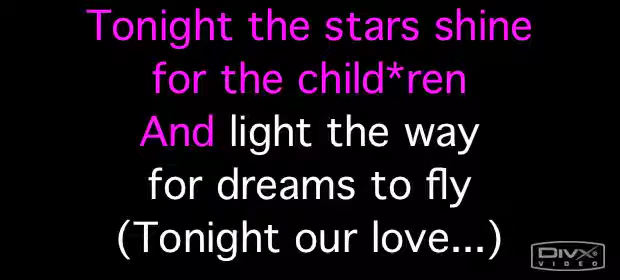 Tonight the stars shine
for the child*ren
And light the way
for dreams to fly
(Tonight our love...)
DIVX
VIDEO